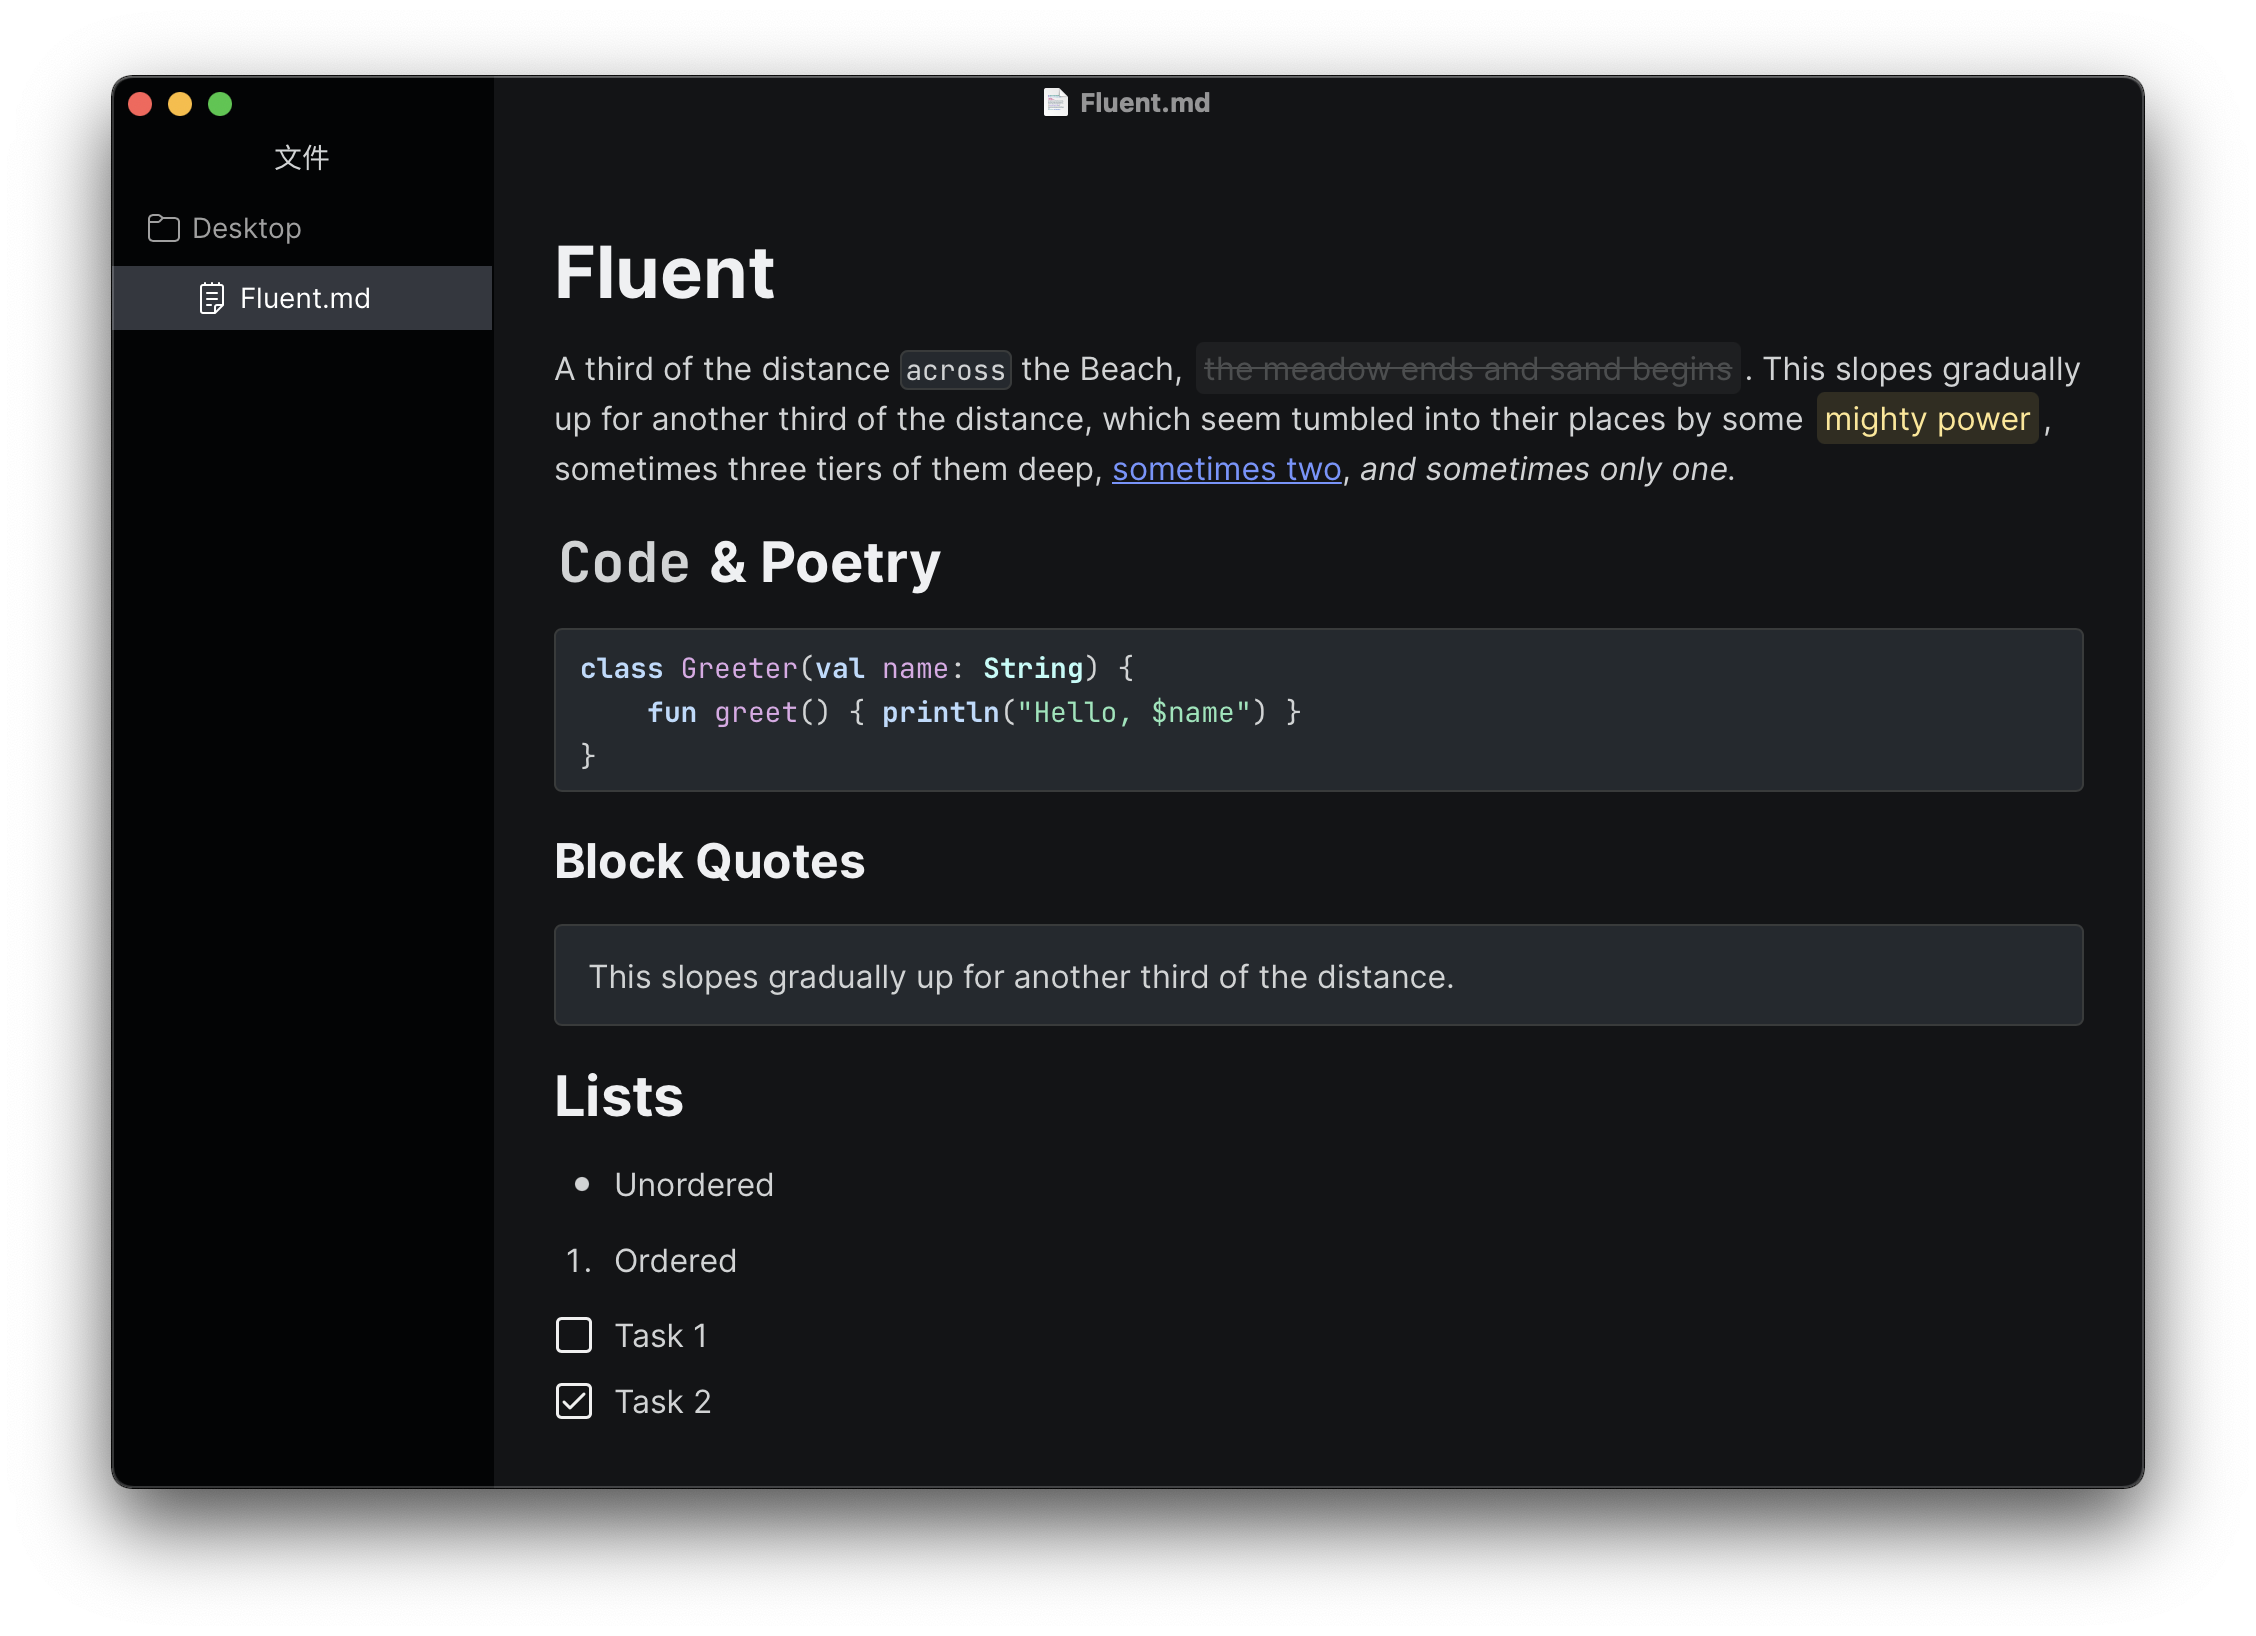 Fluent.md
文件
Desktop
Fluent.md
Fluent
A third of the distance across the Beach, the meadow ends and sand begins. This slopes gradually
up for another third of the distance, which seem tumbled into their places by some mighty power,
sometimes three tiers of them deep, sometimes two, and sometimes only one.
Code & Poetry
class Greeter(val name: String) {
    fun greet() { println("Hello, $name") }
}
Block Quotes
This slopes gradually up for another third of the distance.
Lists
• Unordered
1. Ordered
Task 1
Task 2